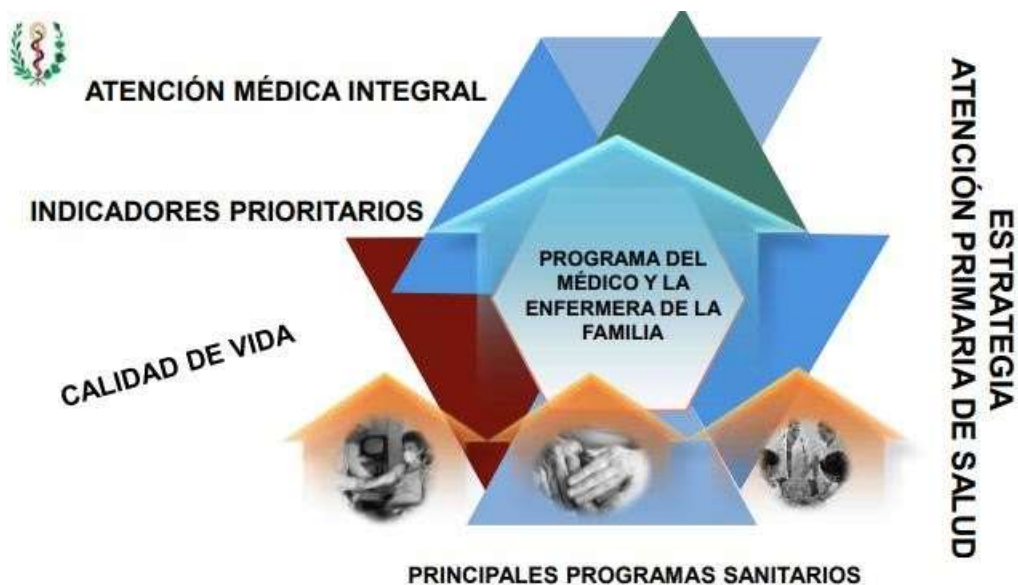 ATENCIÓN MÉDICA INTEGRAL
INDICADORES PRIORITARIOS
CALIDAD DE VIDA
PROGRAMA DEL
MÉDICO Y LA
ENFERMERA DE LA
FAMILIA
ESTRATEGIA
ATENCIÓN PRIMARIA DE SALUD
PRINCIPALES PROGRAMAS SANITARIOS